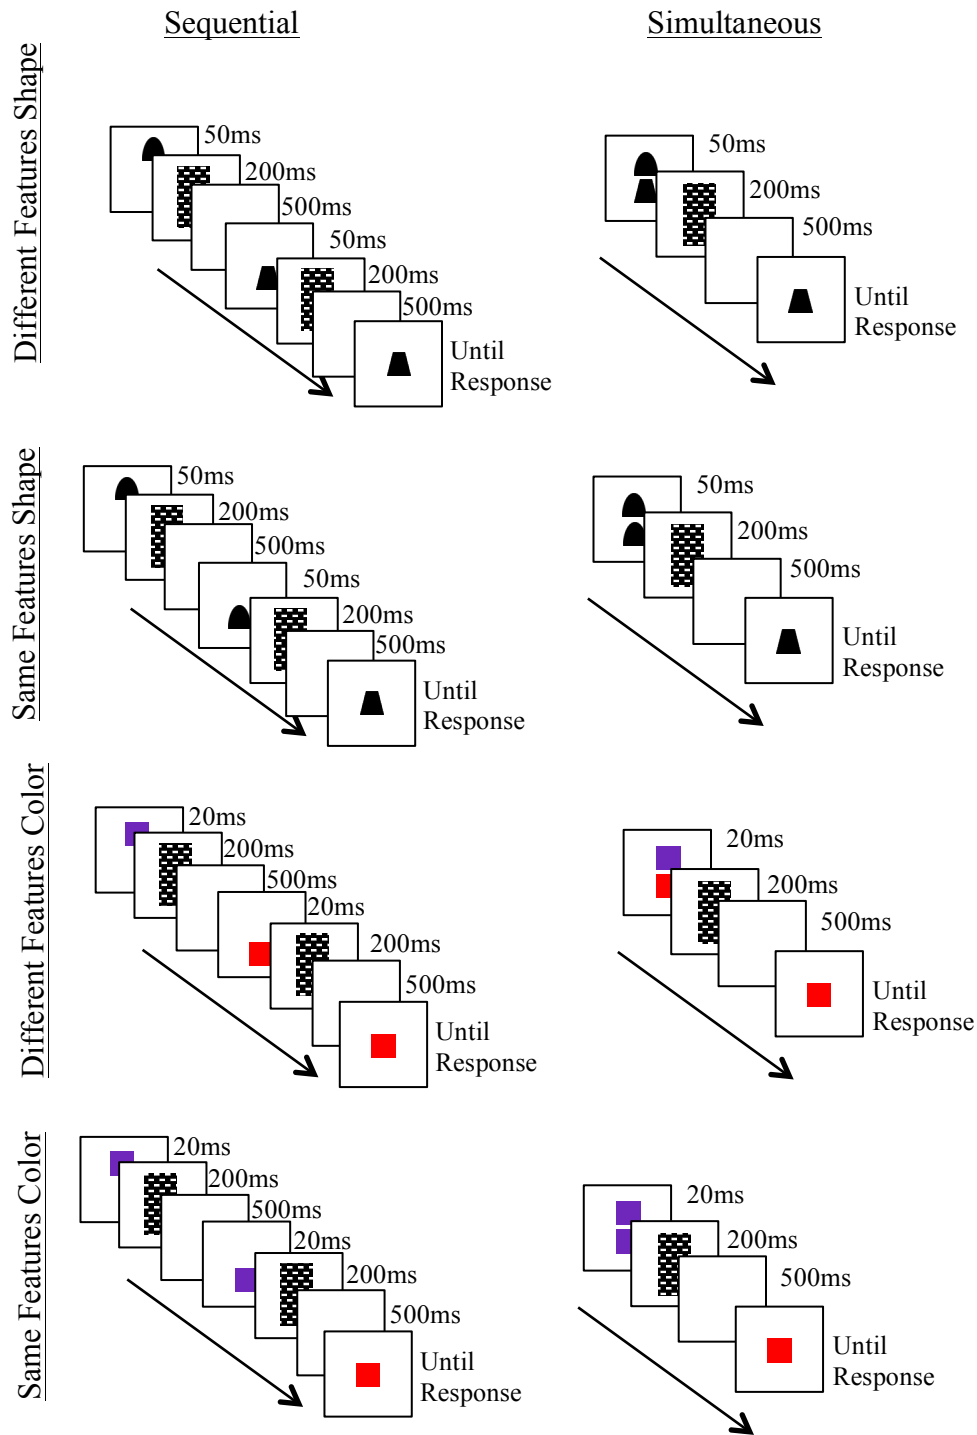 Sequential
Simultaneous
Different Features Shape
50ms
200ms
500ms
50ms
200ms
500ms
Until
Response
50ms
200ms
500ms
Until
Response
Same Features Shape
50ms
200ms
500ms
50ms
200ms
500ms
Until
Response
50ms
200ms
500ms
Until
Response
Different Features Color
20ms
200ms
500ms
20ms
200ms
500ms
Until
Response
20ms
200ms
500ms
Until
Response
Same Features Color
20ms
200ms
500ms
20ms
200ms
500ms
Until
Response
20ms
200ms
500ms
Until
Response